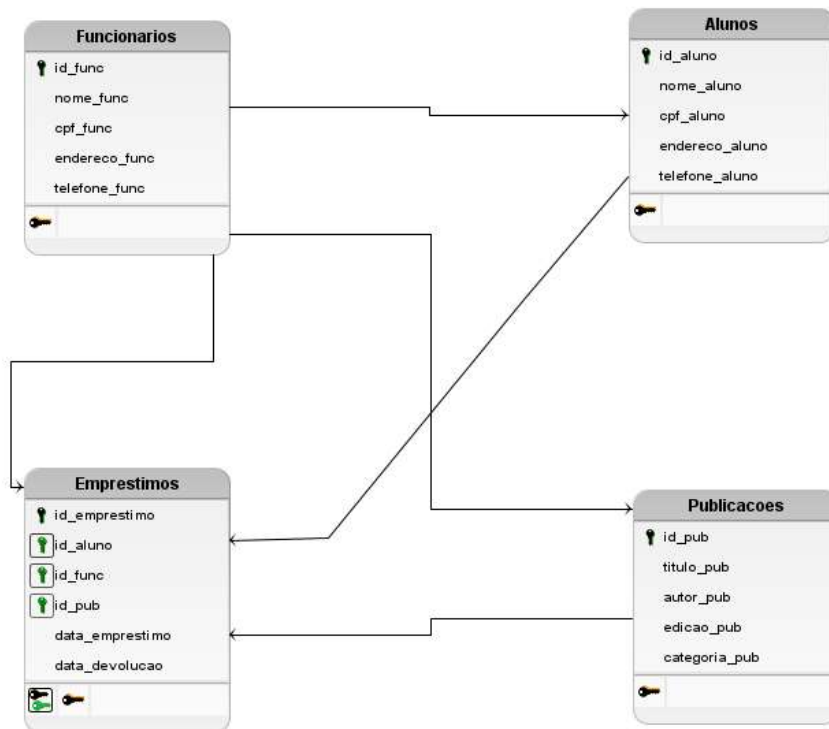 Funcionarios
id_func
nome_func
cpf_func
endereco_func
telefone_func
Alunos
id_aluno
nome_aluno
cpf_aluno
endereco_aluno
telefone_aluno
Emprestimos
id_emprestimo
id_aluno
id_func
id_pub
data_emprestimo
data_devolucao
Publicacoes
id_pub
titulo_pub
autor_pub
edicao_pub
categoria_pub